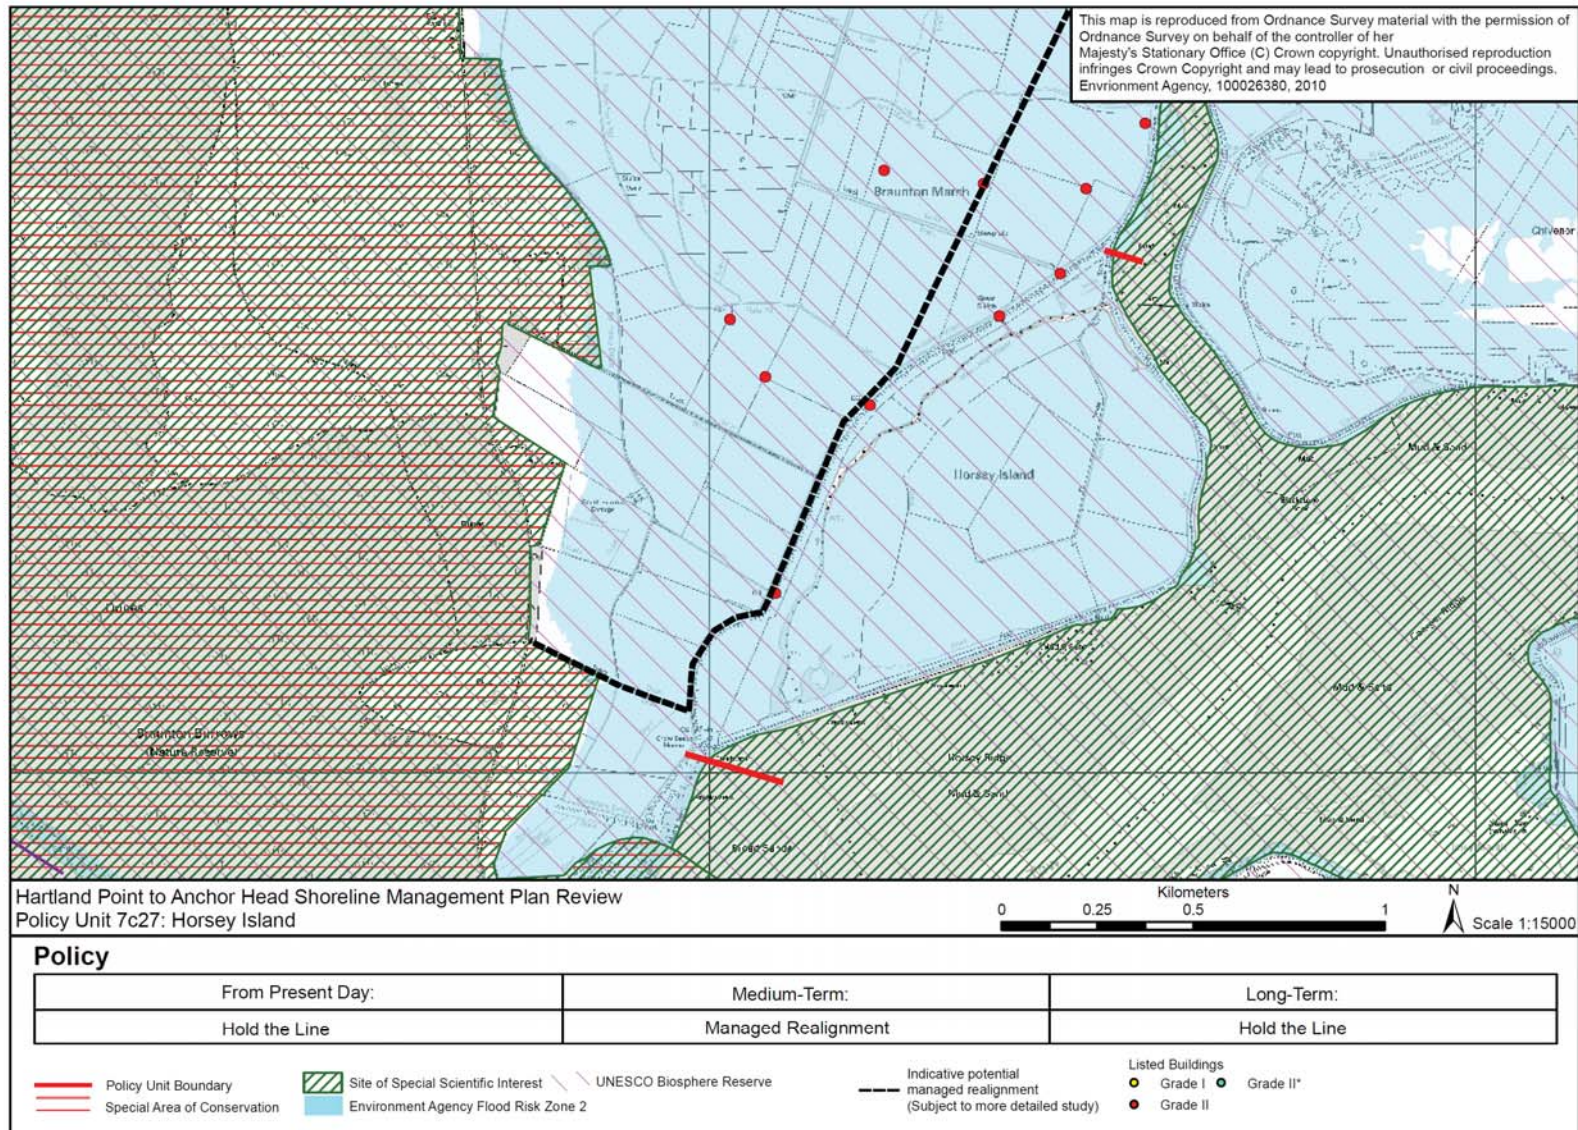 This map is reproduced from Ordnance Survey material with the permission of
Ordnance Survey on behalf of the controller of her
Majesty's Stationary Office (C) Crown copyright. Unauthorised reproduction
infringes Crown Copyright and may lead to prosecution or civil proceedings.
Envrionment Agency, 100026380, 2010
Braunton Marsh
Chivenor
Horsey Island
Mud & Sand
Dunes
Mud & Sand
Braunton Burrows
(Nature Reserve)
Horsey Ridge
Mud & Sand
Broad Sands
Hartland Point to Anchor Head Shoreline Management Plan Review
Policy Unit 7c27: Horsey Island
Kilometers
0 0.25 0.5 1
N
Scale 1:15000
Policy
From Present Day: Medium-Term: Long-Term:
Hold the Line Managed Realignment Hold the Line
Policy Unit Boundary
Special Area of Conservation
Site of Special Scientific Interest
Environment Agency Flood Risk Zone 2
UNESCO Biosphere Reserve
Indicative potential
managed realignment
(Subject to more detailed study)
Listed Buildings
Grade I Grade II*
Grade II